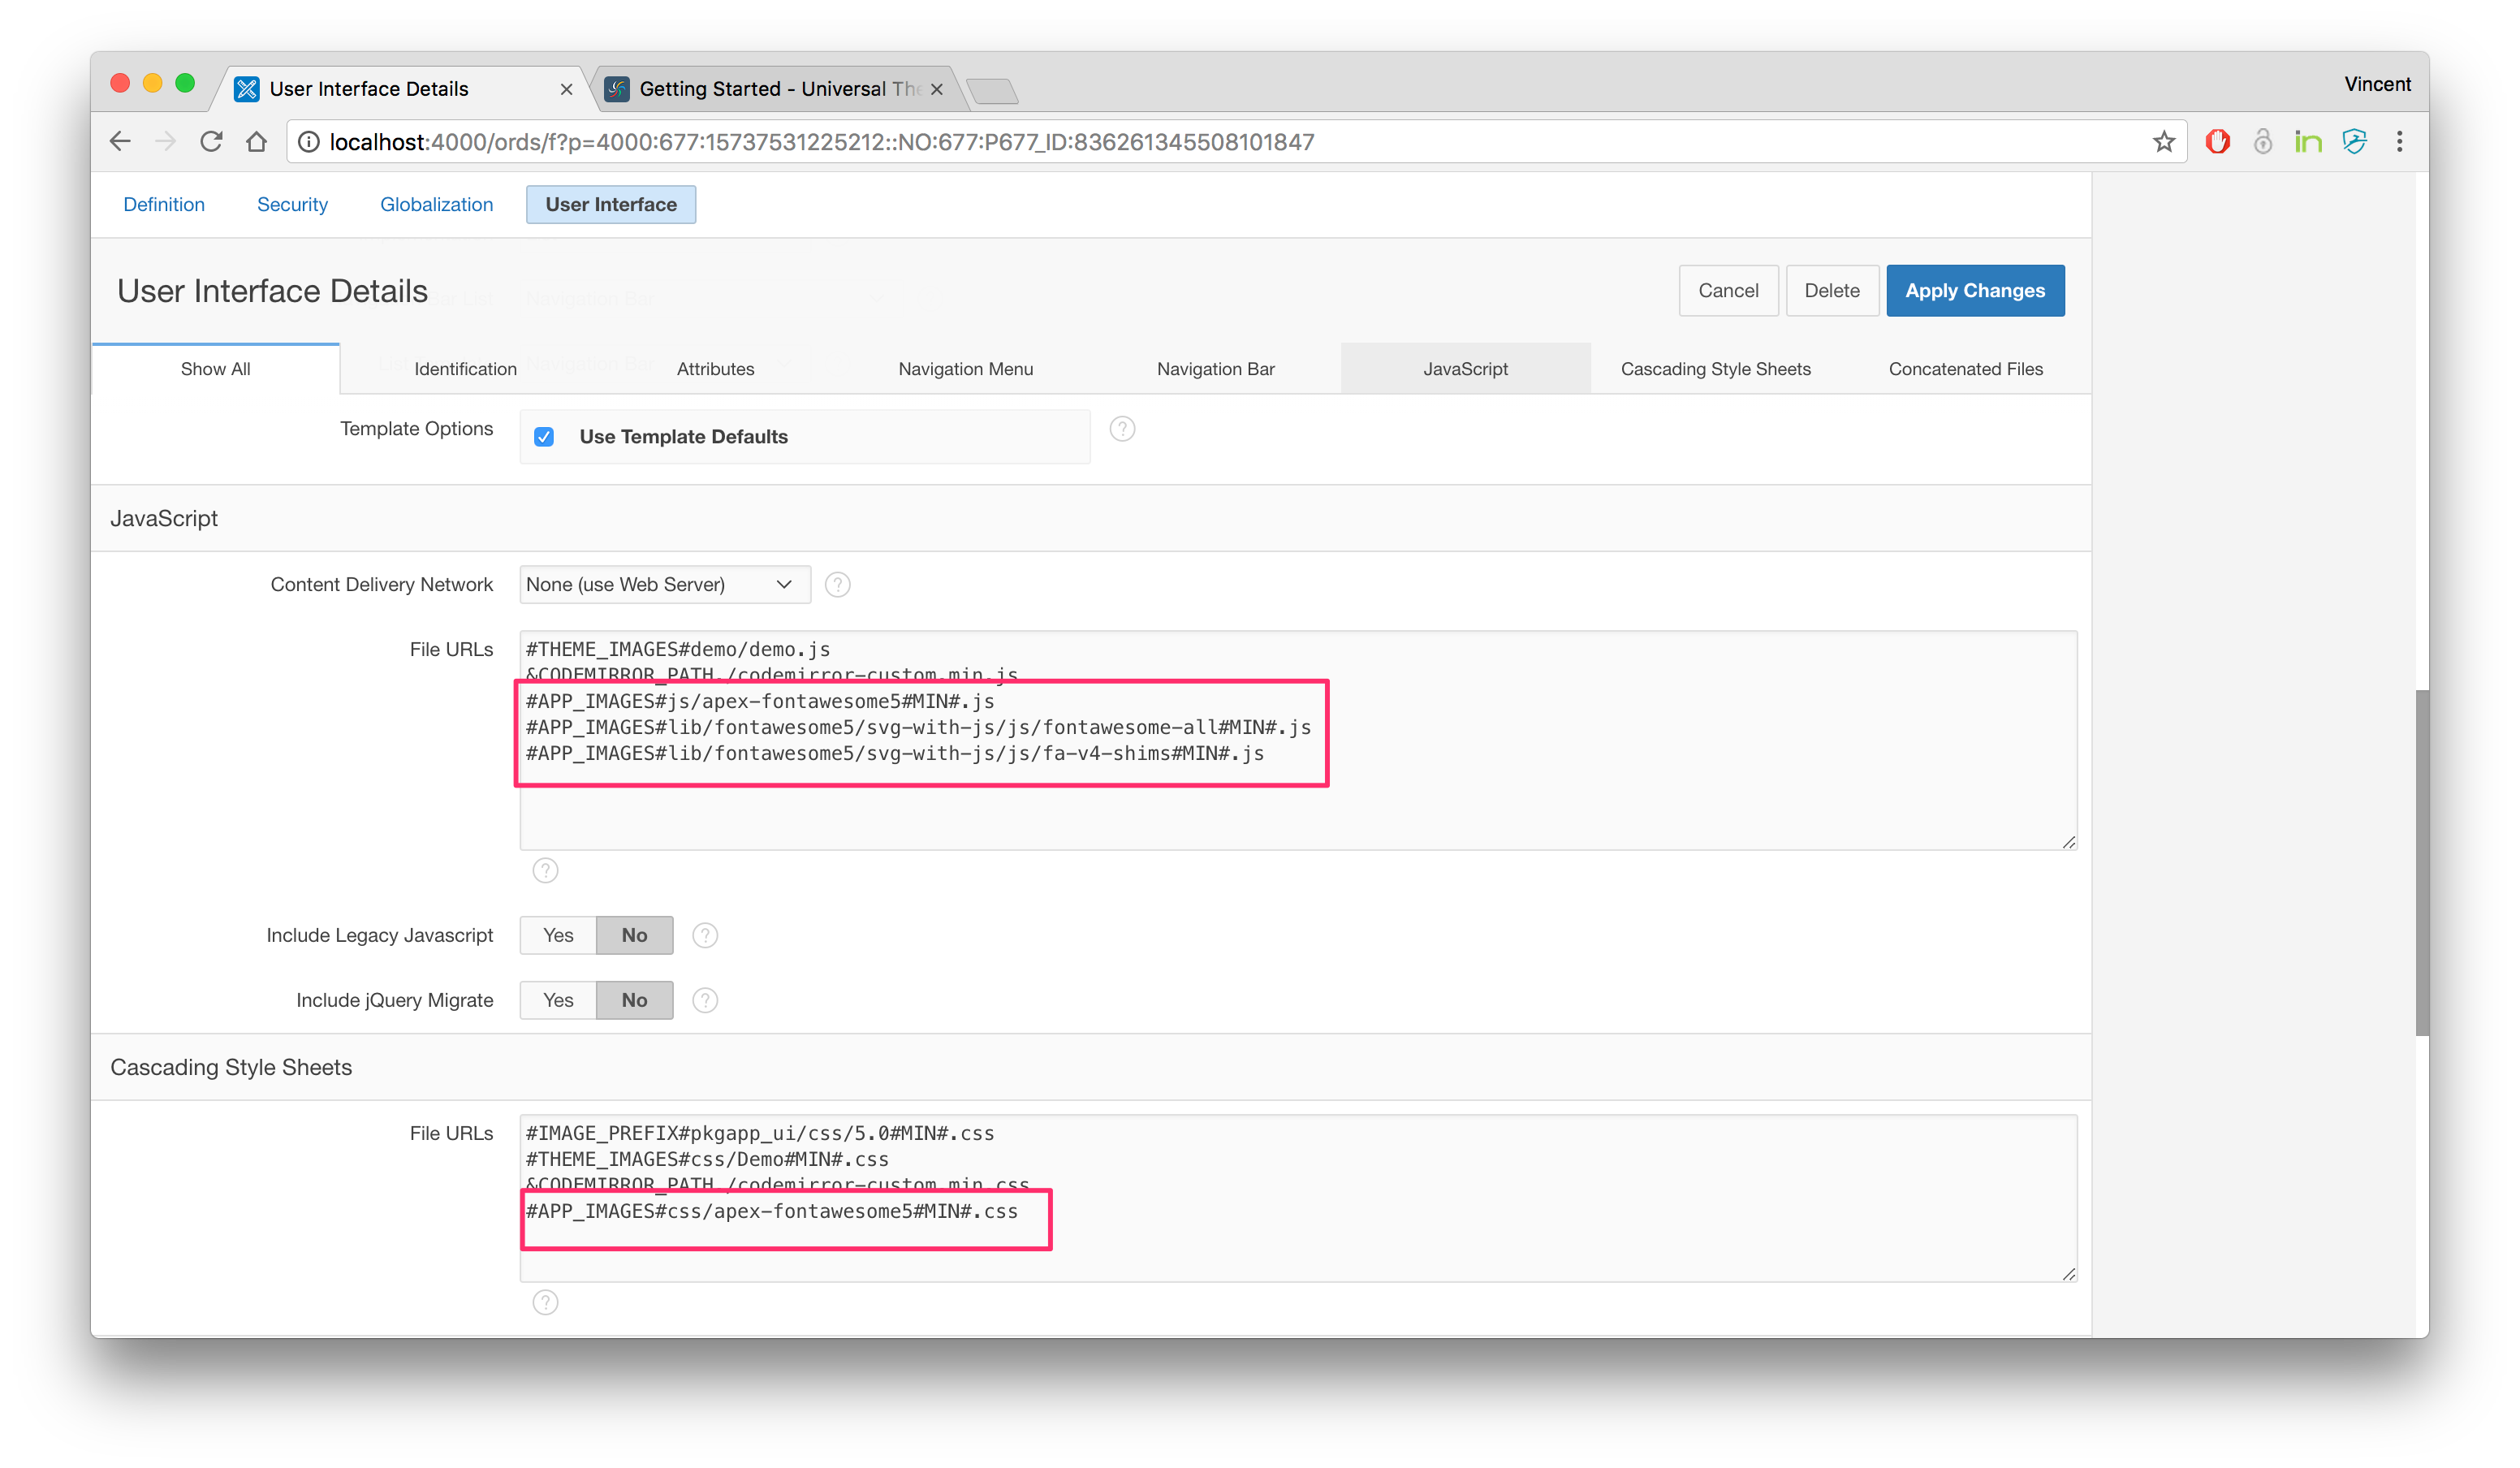 User Interface Details
Getting Started - Universal The
Vincent
localhost:4000/ords/f?p=4000:677:15737531225212::NO:677:P677_ID:836261345508101847
in
Definition Security Globalization User Interface
User Interface Details
Cancel Delete Apply Changes
Show All Identification Attributes Navigation Menu Navigation Bar JavaScript Cascading Style Sheets Concatenated Files
Template Options Use Template Defaults ?
JavaScript
Content Delivery Network None (use Web Server) ?
File URLs #THEME_IMAGES#demo/demo.js
&CODEMIRROR_PATH./codemirror-custom.min.js
#APP_IMAGES#js/apex-fontawesome5#MIN#.js
#APP_IMAGES#lib/fontawesome5/svg-with-js/js/fontawesome-all#MIN#.js
#APP_IMAGES#lib/fontawesome5/svg-with-js/js/fa-v4-shims#MIN#.js
?
Include Legacy Javascript Yes No ?
Include jQuery Migrate Yes No ?
Cascading Style Sheets
File URLs #IMAGE_PREFIX#pkgapp_ui/css/5.0#MIN#.css
#THEME_IMAGES#css/Demo#MIN#.css
&CODEMIRROR_PATH./codemirror-custom.min.css
#APP_IMAGES#css/apex-fontawesome5#MIN#.css
?